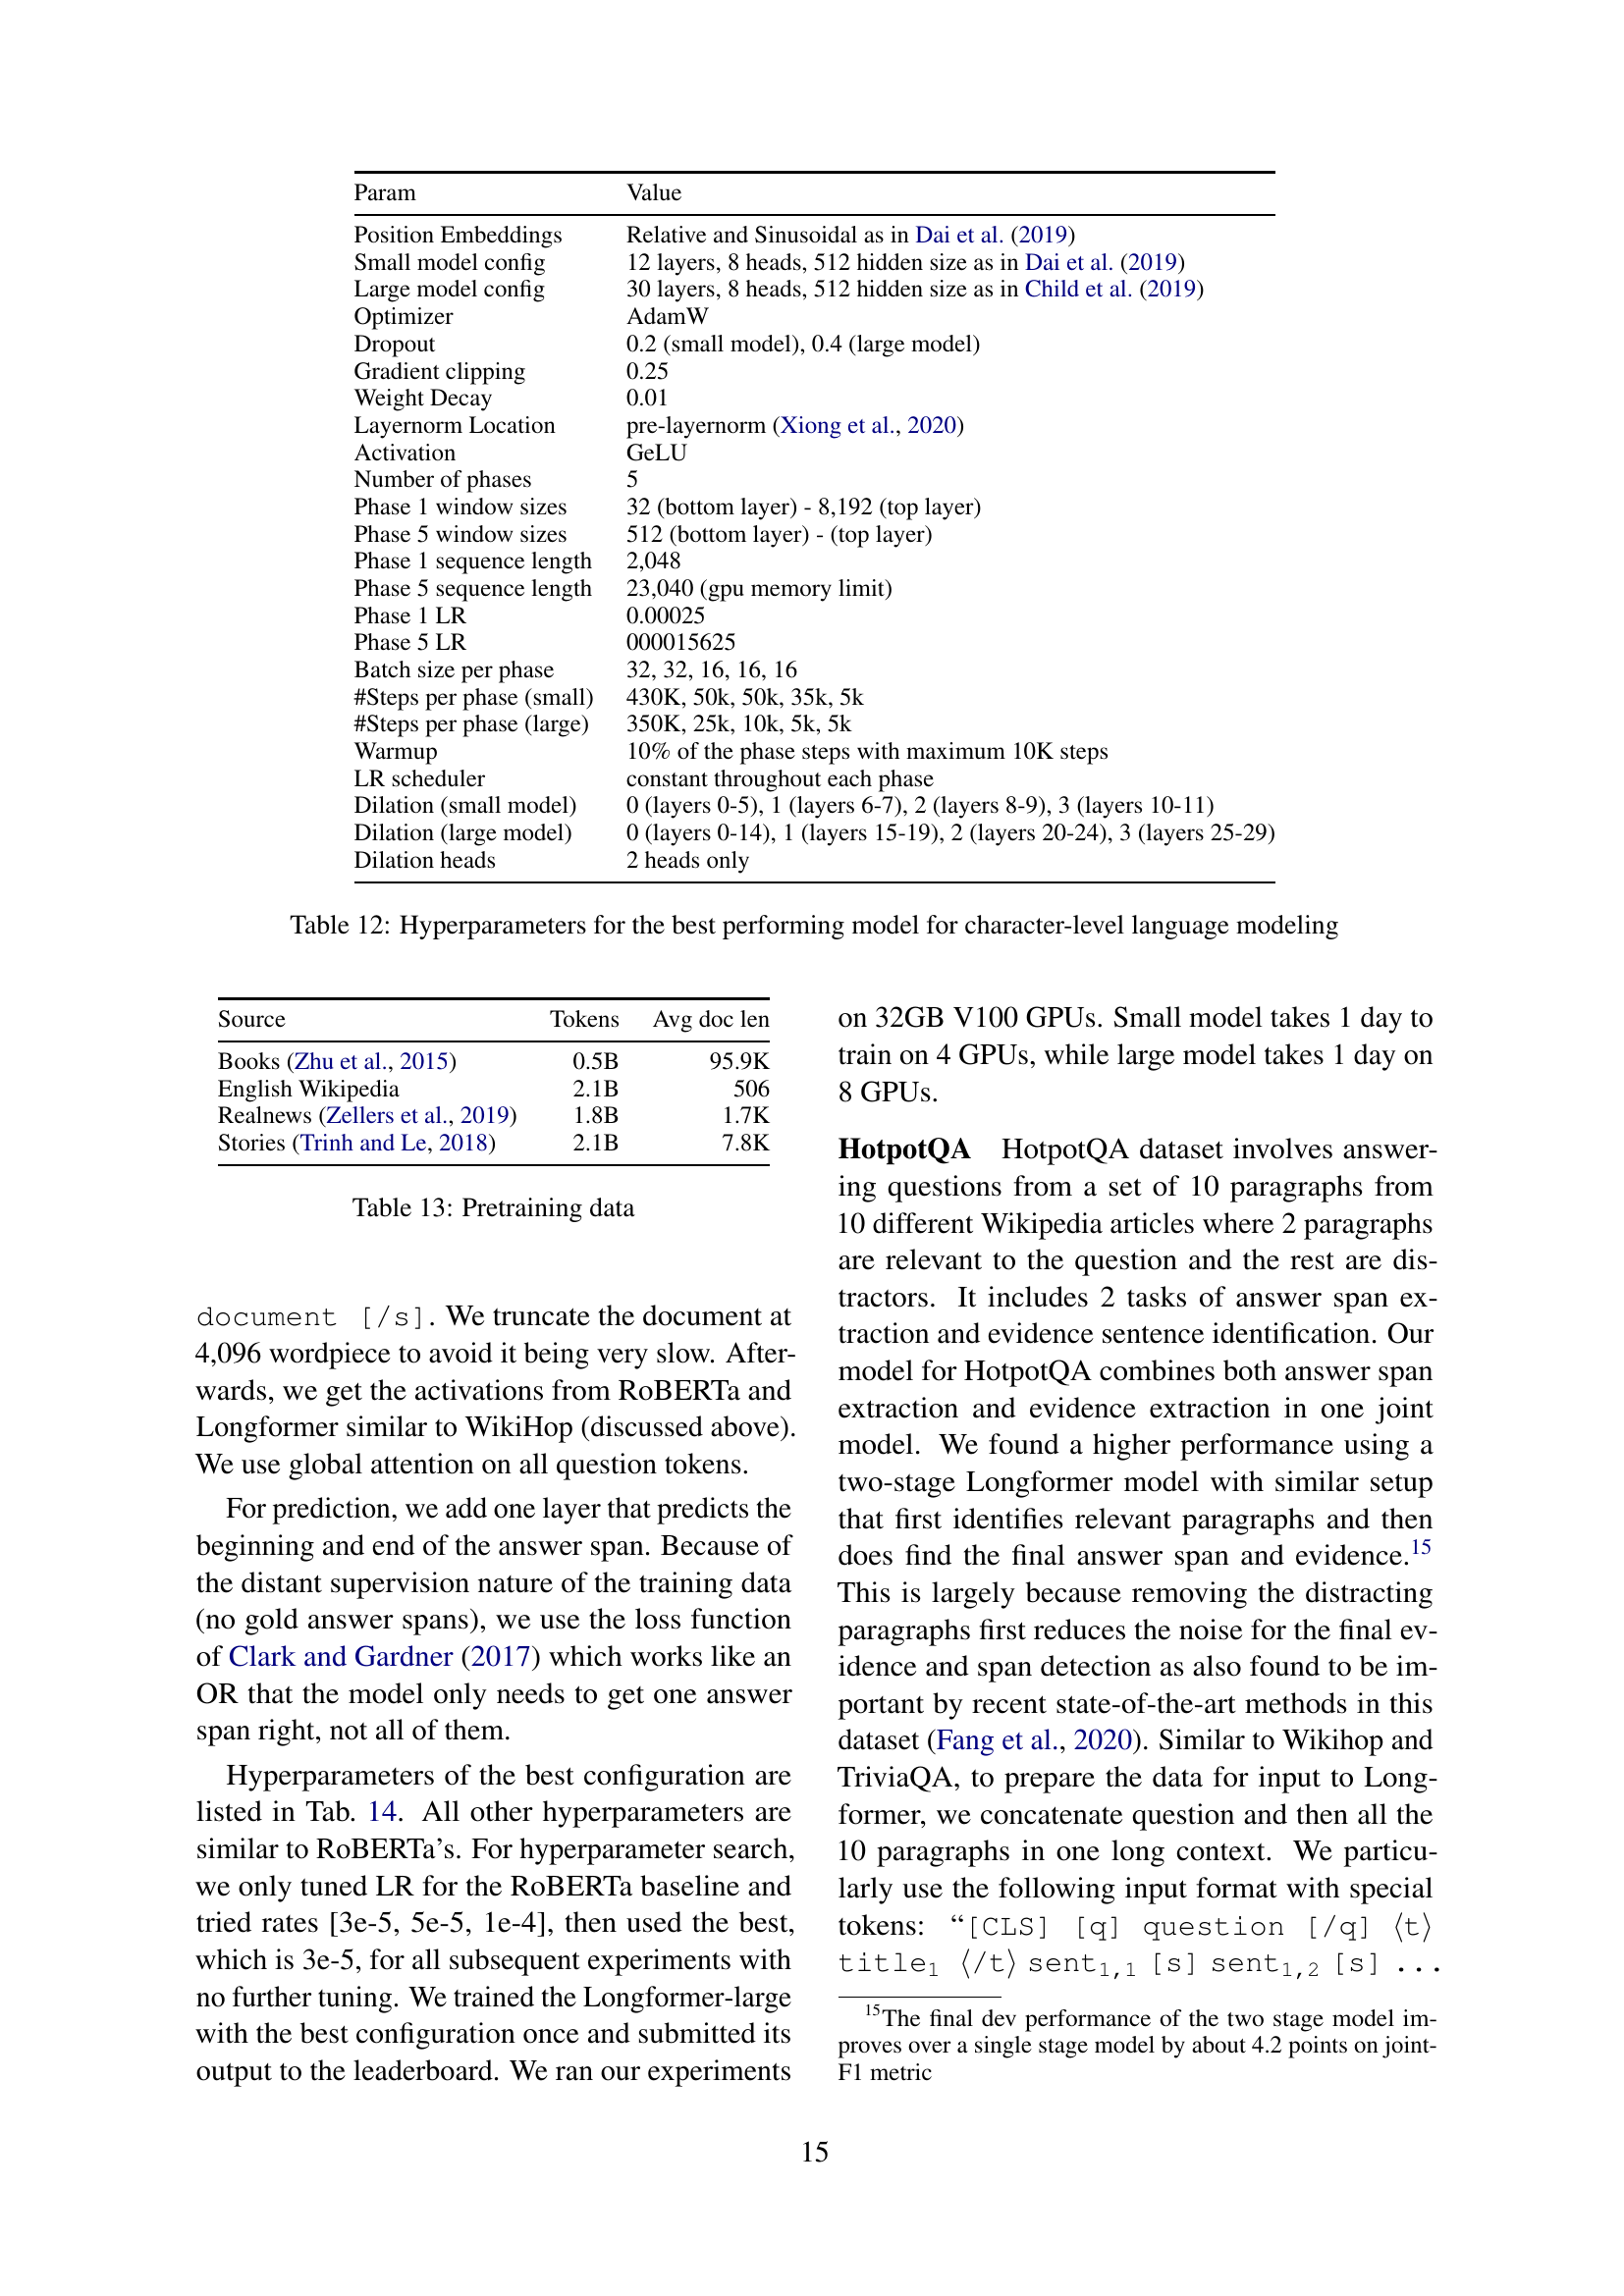 Param Value
Position Embeddings Relative and Sinusoidal as in Dai et al. (2019)
Small model config 12 layers, 8 heads, 512 hidden size as in Dai et al. (2019)
Large model config 30 layers, 8 heads, 512 hidden size as in Child et al. (2019)
Optimizer AdamW
Dropout 0.2 (small model), 0.4 (large model)
Gradient clipping 0.25
Weight Decay 0.01
Layernorm Location pre-layernorm (Xiong et al., 2020)
Activation GeLU
Number of phases 5
Phase 1 window sizes 32 (bottom layer) - 8,192 (top layer)
Phase 5 window sizes 512 (bottom layer) - (top layer)
Phase 1 sequence length 2,048
Phase 5 sequence length 23,040 (gpu memory limit)
Phase 1 LR 0.00025
Phase 5 LR 000015625
Batch size per phase 32, 32, 16, 16, 16
#Steps per phase (small) 430K, 50k, 50k, 35k, 5k
#Steps per phase (large) 350K, 25k, 10k, 5k, 5k
Warmup 10% of the phase steps with maximum 10K steps
LR scheduler constant throughout each phase
Dilation (small model) 0 (layers 0-5), 1 (layers 6-7), 2 (layers 8-9), 3 (layers 10-11)
Dilation (large model) 0 (layers 0-14), 1 (layers 15-19), 2 (layers 20-24), 3 (layers 25-29)
Dilation heads 2 heads only
Table 12: Hyperparameters for the best performing model for character-level language modeling
Source Tokens Avg doc len
Books (Zhu et al., 2015) 0.5B 95.9K
English Wikipedia 2.1B 506
Realnews (Zellers et al., 2019) 1.8B 1.7K
Stories (Trinh and Le, 2018) 2.1B 7.8K
Table 13: Pretraining data
document [/s]. We truncate the document at
4,096 wordpiece to avoid it being very slow. After-
wards, we get the activations from RoBERTa and
Longformer similar to WikiHop (discussed above).
We use global attention on all question tokens.
For prediction, we add one layer that predicts the
beginning and end of the answer span. Because of
the distant supervision nature of the training data
(no gold answer spans), we use the loss function
of Clark and Gardner (2017) which works like an
OR that the model only needs to get one answer
span right, not all of them.
Hyperparameters of the best configuration are
listed in Tab. 14. All other hyperparameters are
similar to RoBERTa's. For hyperparameter search,
we only tuned LR for the RoBERTa baseline and
tried rates [3e-5, 5e-5, 1e-4], then used the best,
which is 3e-5, for all subsequent experiments with
no further tuning. We trained the Longformer-large
with the best configuration once and submitted its
output to the leaderboard. We ran our experiments
on 32GB V100 GPUs. Small model takes 1 day to
train on 4 GPUs, while large model takes 1 day on
8 GPUs.
HotpotQA HotpotQA dataset involves answer-
ing questions from a set of 10 paragraphs from
10 different Wikipedia articles where 2 paragraphs
are relevant to the question and the rest are dis-
tractors. It includes 2 tasks of answer span ex-
traction and evidence sentence identification. Our
model for HotpotQA combines both answer span
extraction and evidence extraction in one joint
model. We found a higher performance using a
two-stage Longformer model with similar setup
that first identifies relevant paragraphs and then
does find the final answer span and evidence.15
This is largely because removing the distracting
paragraphs first reduces the noise for the final ev-
idence and span detection as also found to be im-
portant by recent state-of-the-art methods in this
dataset (Fang et al., 2020). Similar to Wikihop and
TriviaQA, to prepare the data for input to Long-
former, we concatenate question and then all the
10 paragraphs in one long context. We particu-
larly use the following input format with special
tokens: “[CLS] [q] question [/q] ⟨t⟩
title1 ⟨/t⟩ sent1,1 [s] sent1,2 [s] ...
15The final dev performance of the two stage model im-
proves over a single stage model by about 4.2 points on joint-
F1 metric
15